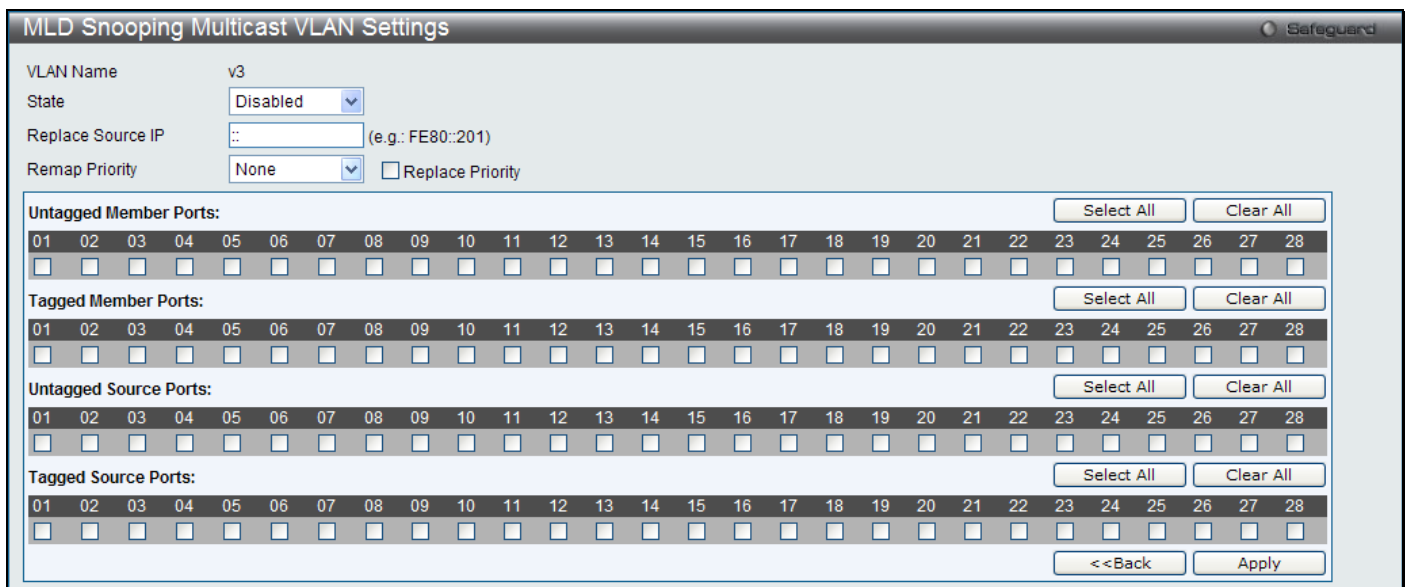 MLD Snooping Multicast VLAN Settings Safeguard
VLAN Name v3
State Disabled
Replace Source IP :: (e.g.: FE80::201)
Remap Priority None Replace Priority
Untagged Member Ports: Select All Clear All
01 02 03 04 05 06 07 08 09 10 11 12 13 14 15 16 17 18 19 20 21 22 23 24 25 26 27 28
Tagged Member Ports: Select All Clear All
01 02 03 04 05 06 07 08 09 10 11 12 13 14 15 16 17 18 19 20 21 22 23 24 25 26 27 28
Untagged Source Ports: Select All Clear All
01 02 03 04 05 06 07 08 09 10 11 12 13 14 15 16 17 18 19 20 21 22 23 24 25 26 27 28
Tagged Source Ports: Select All Clear All
01 02 03 04 05 06 07 08 09 10 11 12 13 14 15 16 17 18 19 20 21 22 23 24 25 26 27 28
<<Back Apply